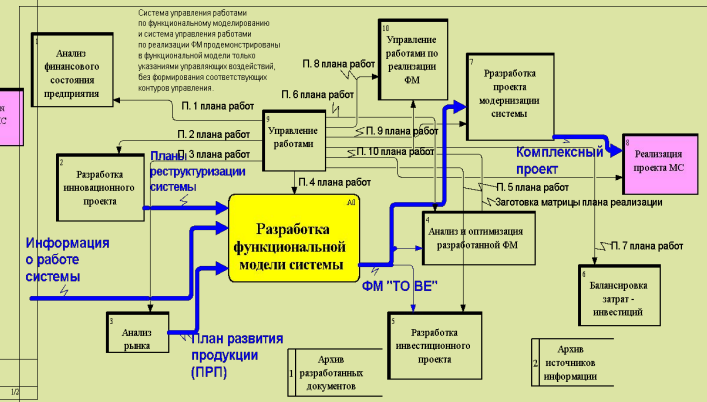 Система управления работами
по функциональному моделированию
и система управления работами
по реализации ФМ продемонстрированы
в функциональной модели только
указаниями управляющих воздействий,
без формирования соответствующих
контуров управления.
1
Анализ
финансового
состояния
предприятия
10
Управление
работами по
реализации
ФМ
7
Рразработка
проекта
модернизации
системы
П. 8 плана работ
П. 6 плана работ
П. 1 плана работ
9
Управление
работами
П. 2 плана работ
П. 9 плана работ
П. 3 плана работ
П. 10 плана работ
П. 4 плана работ
8
Реализация
проекта МС
МС
Комплексный
проект
2
Разработка
инновационного
проекта
Планы
реструктуризации
системы
П. 5 плана работ
Заготовка матрицы плана реализации
A0
Разработка
функциональной
модели системы
4
Анализ и оптимизация
разработанной ФМ
П. 7 плана работ
Информация
о работе
системы
ФМ "TO BE"
6
Балансировка
затрат -
инвестиций
3
Анализ
рынка
План развития
продукции
(ПРП)
5
Разработка
инвестиционного
проекта
1
Архив
разработанных
документов
2
Архив
источников
информации
1/2